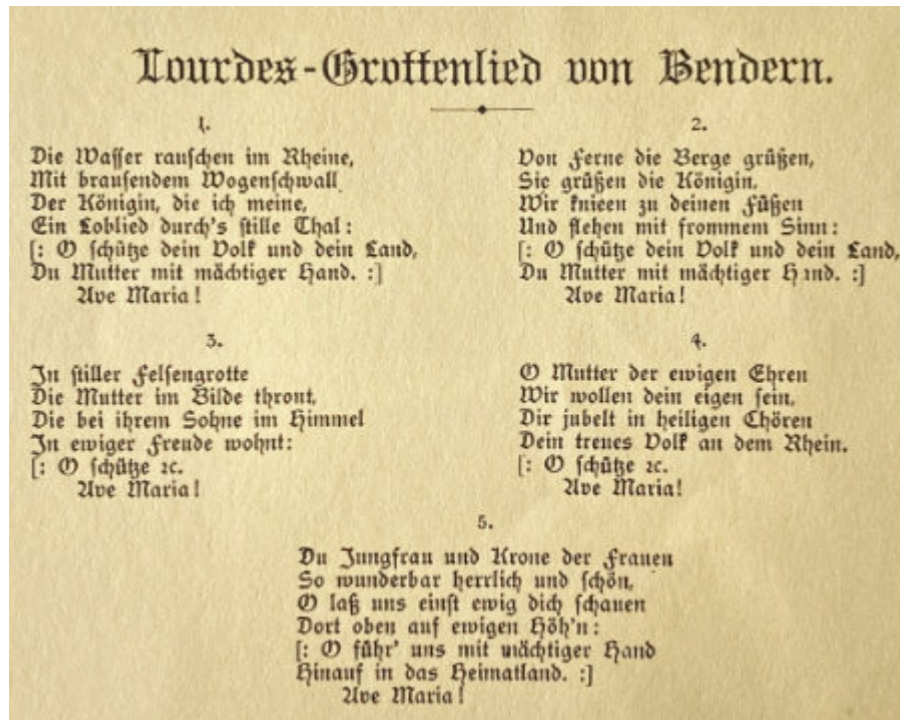 Lourdes-Grottenlied von Bendern.
1.
Die Wasser rauschen im Rheine,
Mit brausendem Wogenschwall
Der Königin, die ich meine,
Ein Loblied durch's stille Thal:
[: O schütze dein Volk und dein Land,
Du Mutter mit mächtiger Hand. :]
Ave Maria!
2.
Von Ferne die Berge grüßen,
Sie grüßen die Königin.
Wir knieen zu deinen Füßen
Und flehen mit frommem Sinn:
[: O schütze dein Volk und dein Land,
Du Mutter mit mächtiger Hand. :]
Ave Maria!
3.
In stiller Felsengrotte
Die Mutter im Bilde thront,
Die bei ihrem Sohne im Himmel
In ewiger Freude wohnt:
[: O schütze ꝛc.
Ave Maria!
4.
O Mutter der ewigen Ehren
Wir wollen dein eigen sein,
Dir jubelt in heiligen Chören
Dein treues Volk an dem Rhein.
[: O schütze ꝛc.
Ave Maria!
5.
Du Jungfrau und Krone der Frauen
So wunderbar herrlich und schön,
O laß uns einst ewig dich schauen
Dort oben auf ewigen Höh'n:
[: O führ' uns mit mächtiger Hand
Hinauf in das Heimatland. :]
Ave Maria!